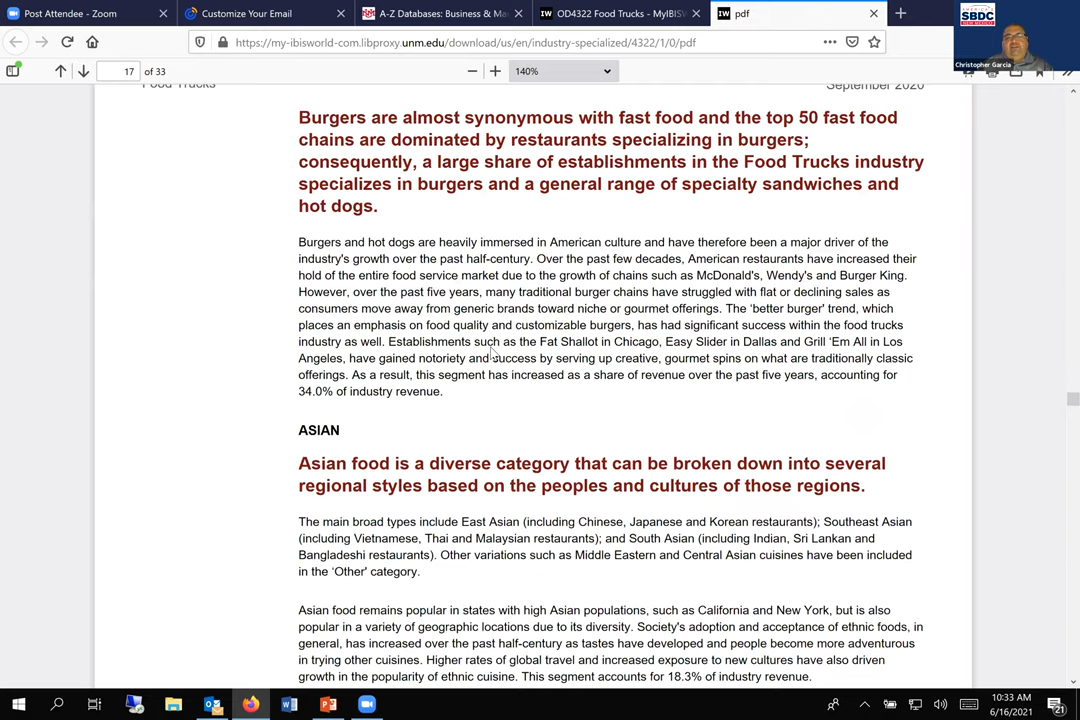 Post Attendee - Zoom
Customize Your Email
A-Z Databases: Business & Ma
OD4322 Food Trucks - MyIBISW
pdf
https://my-ibisworld-com.libproxy.unm.edu/download/us/en/industry-specialized/4322/1/0/pdf
AMERICA'S
SBDC
NEW MEXICO
Christopher Garcia
17 of 33
140%
Food Trucks
September 2020
Burgers are almost synonymous with fast food and the top 50 fast food
chains are dominated by restaurants specializing in burgers;
consequently, a large share of establishments in the Food Trucks industry
specializes in burgers and a general range of specialty sandwiches and
hot dogs.
Burgers and hot dogs are heavily immersed in American culture and have therefore been a major driver of the
industry's growth over the past half-century. Over the past few decades, American restaurants have increased their
hold of the entire food service market due to the growth of chains such as McDonald's, Wendy's and Burger King.
However, over the past five years, many traditional burger chains have struggled with flat or declining sales as
consumers move away from generic brands toward niche or gourmet offerings. The 'better burger' trend, which
places an emphasis on food quality and customizable burgers, has had significant success within the food trucks
industry as well. Establishments such as the Fat Shallot in Chicago, Easy Slider in Dallas and Grill 'Em All in Los
Angeles, have gained notoriety and success by serving up creative, gourmet spins on what are traditionally classic
offerings. As a result, this segment has increased as a share of revenue over the past five years, accounting for
34.0% of industry revenue.
ASIAN
Asian food is a diverse category that can be broken down into several
regional styles based on the peoples and cultures of those regions.
The main broad types include East Asian (including Chinese, Japanese and Korean restaurants); Southeast Asian
(including Vietnamese, Thai and Malaysian restaurants); and South Asian (including Indian, Sri Lankan and
Bangladeshi restaurants). Other variations such as Middle Eastern and Central Asian cuisines have been included
in the 'Other' category.
Asian food remains popular in states with high Asian populations, such as California and New York, but is also
popular in a variety of geographic locations due to its diversity. Society's adoption and acceptance of ethnic foods, in
general, has increased over the past half-century as tastes have developed and people become more adventurous
in trying other cuisines. Higher rates of global travel and increased exposure to new cultures have also driven
growth in the popularity of ethnic cuisine. This segment accounts for 18.3% of industry revenue.
10:33 AM
6/16/2021
21